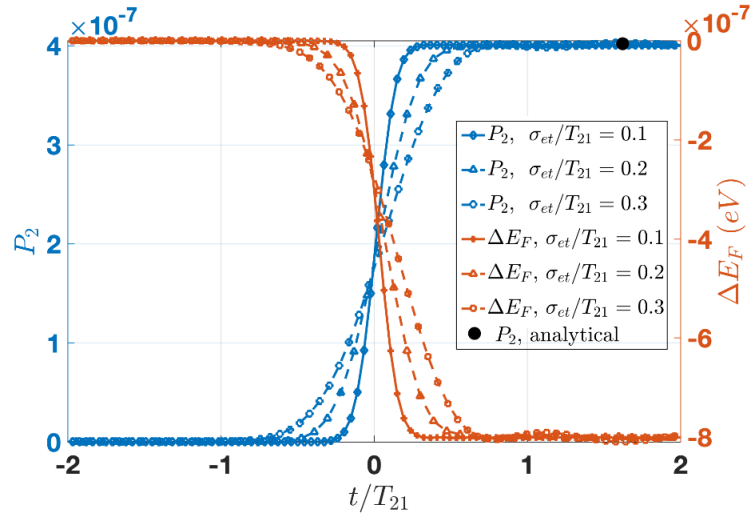 ×10⁻⁷
×10⁻⁷
4
3
2
1
0
P₂
0
-2
-4
-6
-8
ΔE_F (eV)
P₂, σ_et/T₂₁ = 0.1
P₂, σ_et/T₂₁ = 0.2
P₂, σ_et/T₂₁ = 0.3
ΔE_F, σ_et/T₂₁ = 0.1
ΔE_F, σ_et/T₂₁ = 0.2
ΔE_F, σ_et/T₂₁ = 0.3
P₂, analytical
-2 -1 0 1 2
t/T₂₁